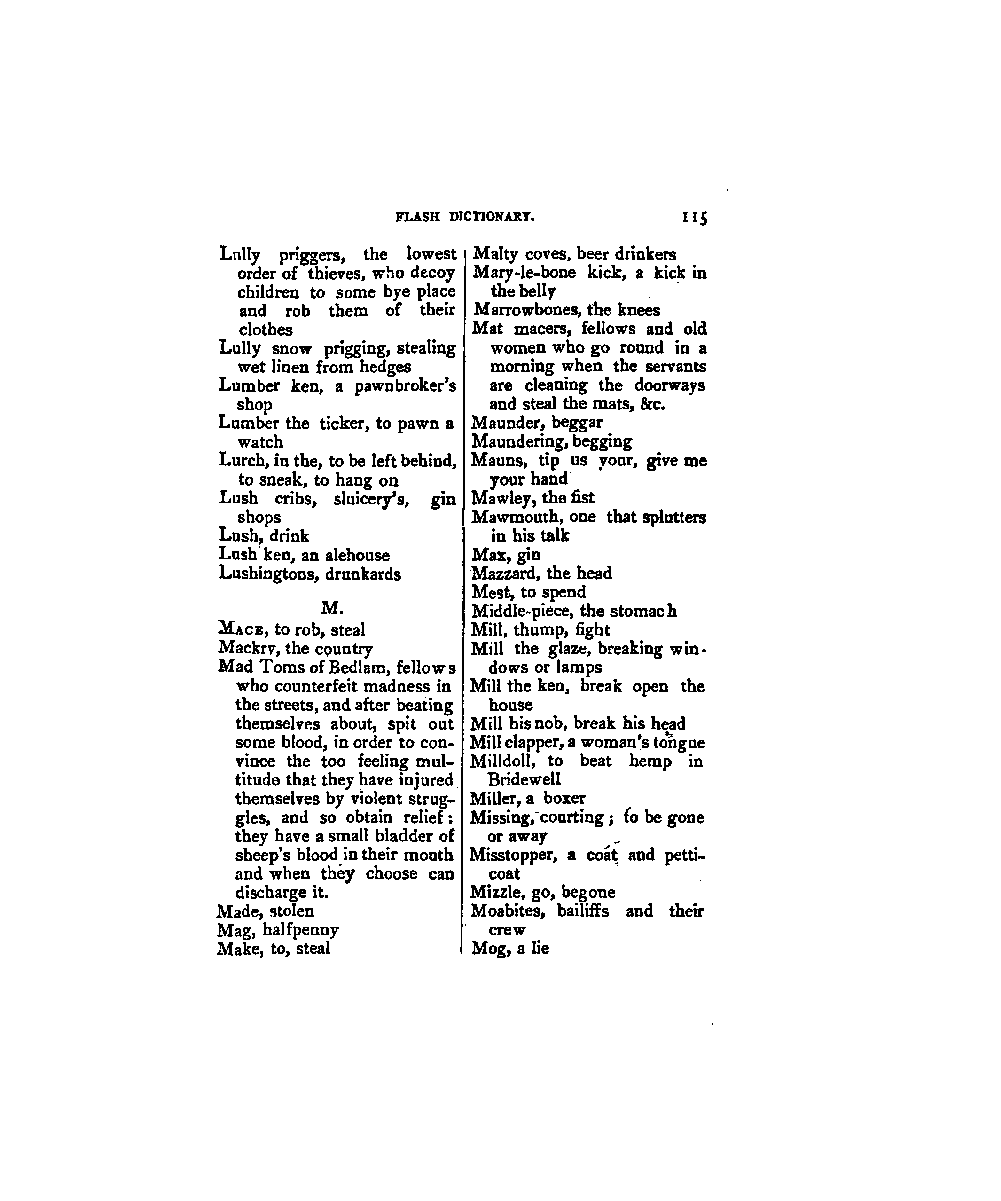 FLASH DICTIONARY.
115
Lully priggers, the lowest
order of thieves, who decoy
children to some bye place
and rob them of their
clothes
Lully snow prigging, stealing
wet linen from hedges
Lumber ken, a pawnbroker's
shop
Lumber the ticker, to pawn a
watch
Lurch, in the, to be left behind,
to sneak, to hang on
Lush cribs, sluicery's, gin
shops
Lush, drink
Lush ken, an alehouse
Lushingtons, drunkards
M.
MACE, to rob, steal
Mackry, the country
Mad Toms of Bedlam, fellows
who counterfeit madness in
the streets, and after beating
themselves about, spit out
some blood, in order to con-
vince the too feeling mul-
titude that they have injured
themselves by violent strug-
gles, and so obtain relief:
they have a small bladder of
sheep's blood in their mouth
and when they choose can
discharge it.
Made, stolen
Mag, halfpenny
Make, to, steal
Malty coves, beer drinkers
Mary-le-bone kick, a kick in
the belly
Marrowbones, the knees
Mat macers, fellows and old
women who go round in a
morning when the servants
are cleaning the doorways
and steal the mats, &c.
Maunder, beggar
Maundering, begging
Mauns, tip us your, give me
your hand
Mawley, the fist
Mawmouth, one that splutters
in his talk
Max, gin
Mazzard, the head
Mest, to spend
Middle-piece, the stomach
Mill, thump, fight
Mill the glaze, breaking win-
dows or lamps
Mill the ken, break open the
house
Mill his nob, break his head
Mill clapper, a woman's tongue
Milldoll, to beat hemp in
Bridewell
Miller, a boxer
Missing, courting; to be gone
or away
Misstopper, a coat and petti-
coat
Mizzle, go, begone
Moabites, bailiffs and their
crew
Mog, a lie